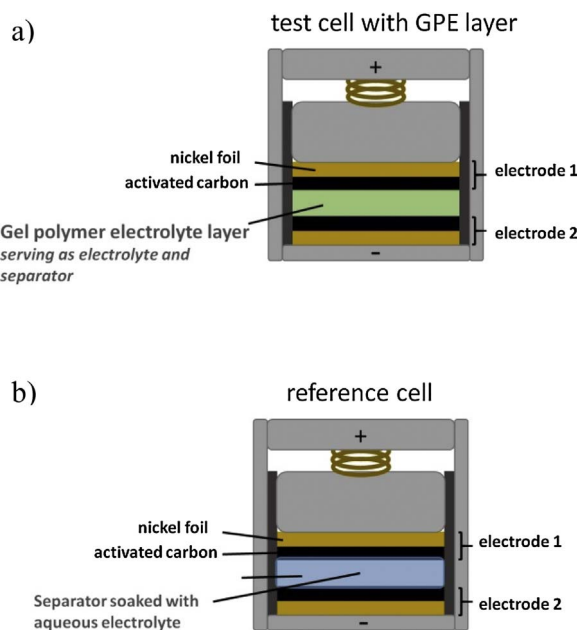 a)
test cell with GPE layer
+
nickel foil
activated carbon
electrode 1
Gel polymer electrolyte layer
serving as electrolyte and
separator
electrode 2
-
b)
reference cell
+
nickel foil
activated carbon
electrode 1
Separator soaked with
aqueous electrolyte
electrode 2
-